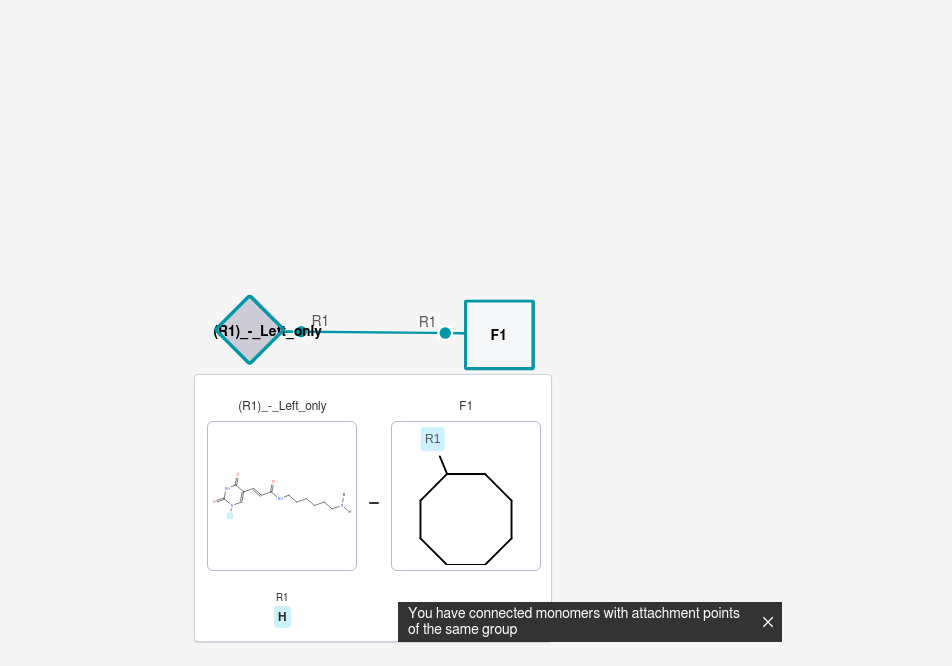 R1
R1
(R1)_-_Left_only
F1
(R1)_-_Left_only
F1
R1
R1
H
You have connected monomers with attachment points
of the same group